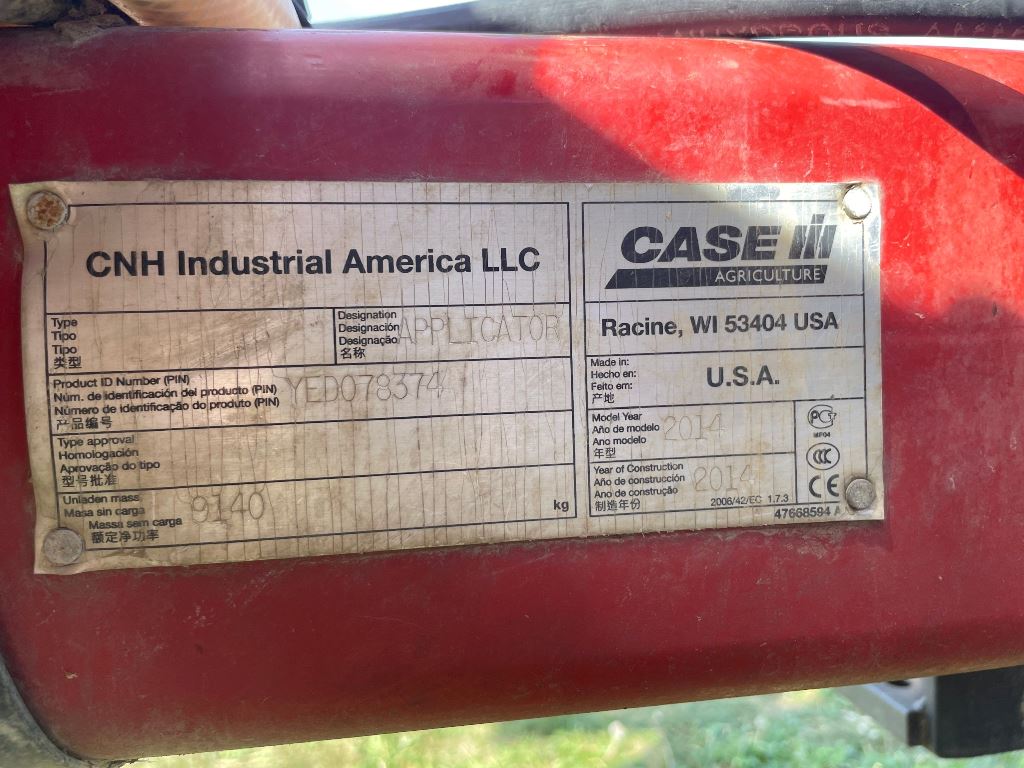 CNH Industrial America LLC
Type
Tipo
Tipo
类型
Designation
Designación
Designação
名称
APPLICATOR
Product ID Number (PIN)
Núm. de identificación del producto (PIN)
Número de identificação do produto (PIN)
产品编号
YED078374
Type approval
Homologación
Aprovação do tipo
型号批准
Unladen mass
Masa sin carga
Massa sem carga
额定净功率
9140
kg
CASE IH
AGRICULTURE
Racine, WI 53404 USA
Made in:
Hecho en:
Feito em:
产地
U.S.A.
Model Year
Año de modelo
Ano modelo
年型
2014
Year of Construction
Año de construcción
Ano de construção
制造年份
2014
2006/42/EC 1.7.3
MP04
CCC
CE
47668594 A